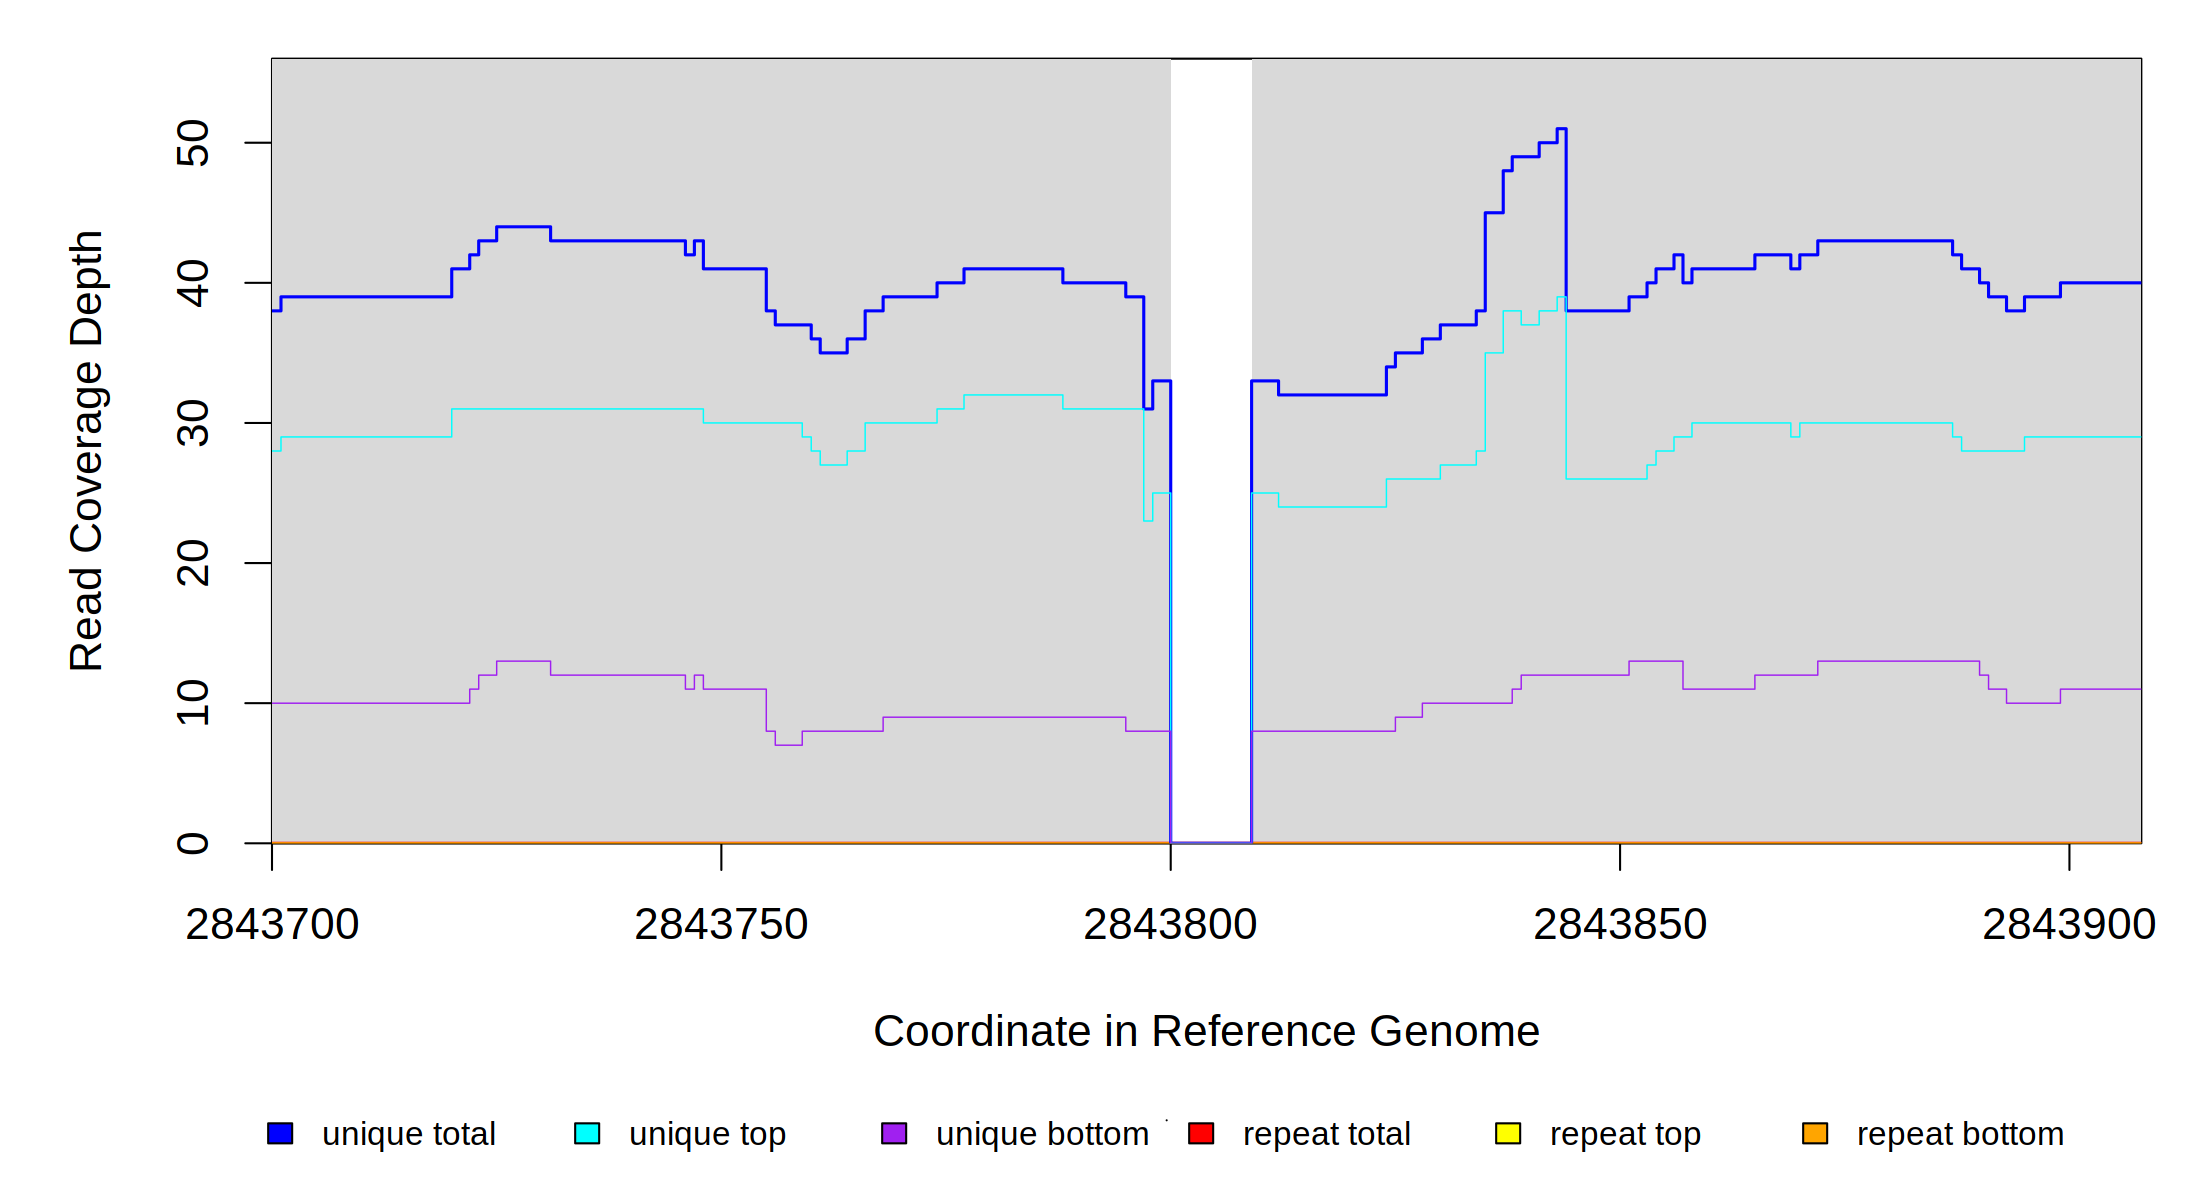 Read Coverage Depth
50
40
30
20
10
0
2843700 2843750 2843800 2843850 2843900
Coordinate in Reference Genome
unique total unique top unique bottom repeat total repeat top repeat bottom